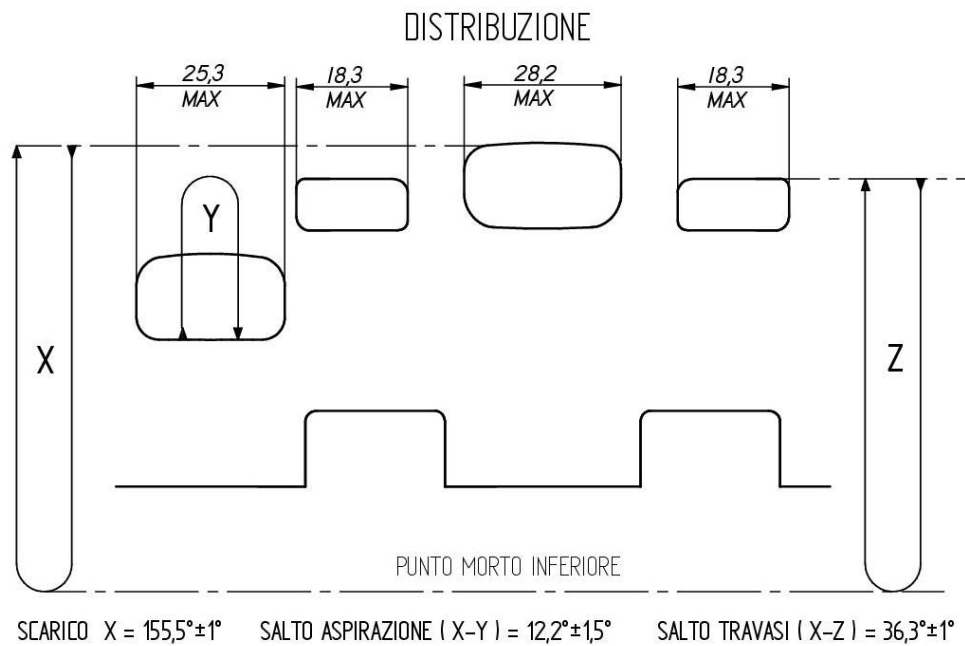 DISTRIBUZIONE
25,3 18,3 28,2 18,3
MAX MAX MAX MAX
Y
X
Z
PUNTO MORTO INFERIORE
SCARICO X = 155,5°±1° SALTO ASPIRAZIONE ( X-Y ) = 12,2°±1,5° SALTO TRAVASI ( X-Z ) = 36,3°±1°